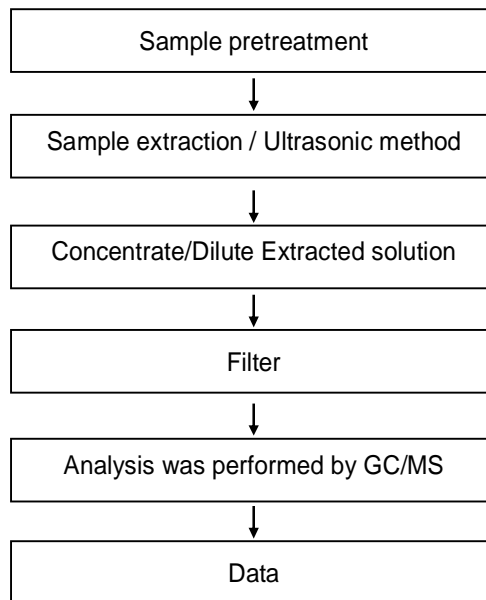 Sample pretreatment
Sample extraction / Ultrasonic method
Concentrate/Dilute Extracted solution
Filter
Analysis was performed by GC/MS
Data